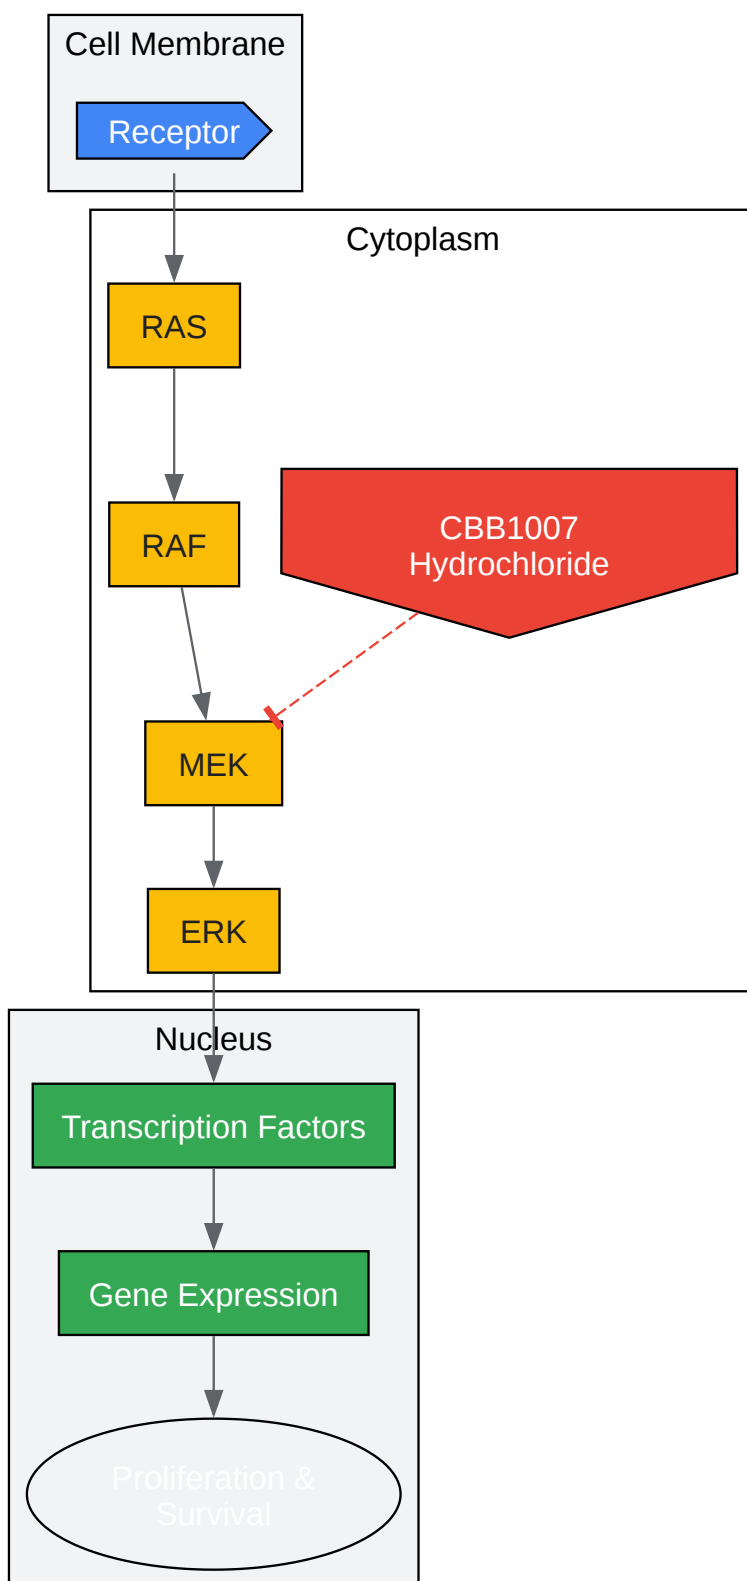 Cell Membrane
Receptor
Cytoplasm
RAS
RAF
CBB1007
Hydrochloride
MEK
ERK
Nucleus
Transcription Factors
Gene Expression
Proliferation &
Survival